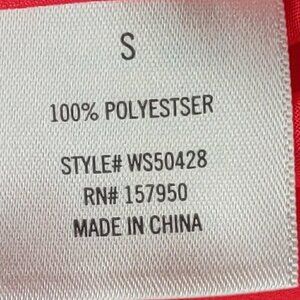 S
100% POLYESTSER
STYLE# WS50428
RN# 157950
MADE IN CHINA